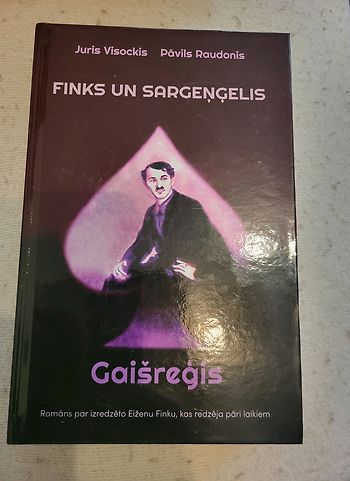 Juris Visockis Pāvils Raudonis
FINKS UN SARGEŅĢELIS
Gaišreģis
Romāns par izredzēto Eiženu Finku, kas redzēja pāri laikiem